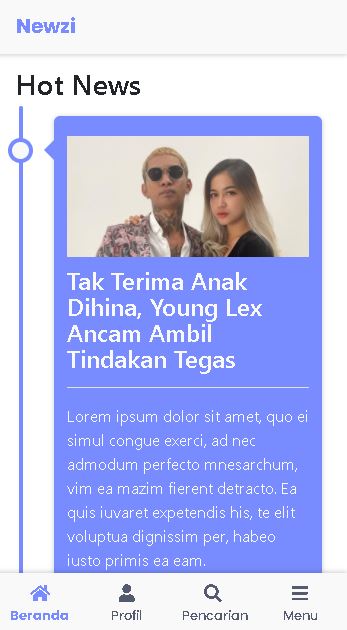 Newzi
Hot News
Tak Terima Anak
Dihina, Young Lex
Ancam Ambil
Tindakan Tegas
Lorem ipsum dolor sit amet, quo ei
simul congue exerci, ad nec
admodum perfecto mnesarchum,
vim ea mazim fierent detracto. Ea
quis iuvaret expetendis his, te elit
voluptua dignissim per, habeo
iusto primis ea eam.
Beranda Profil Pencarian Menu